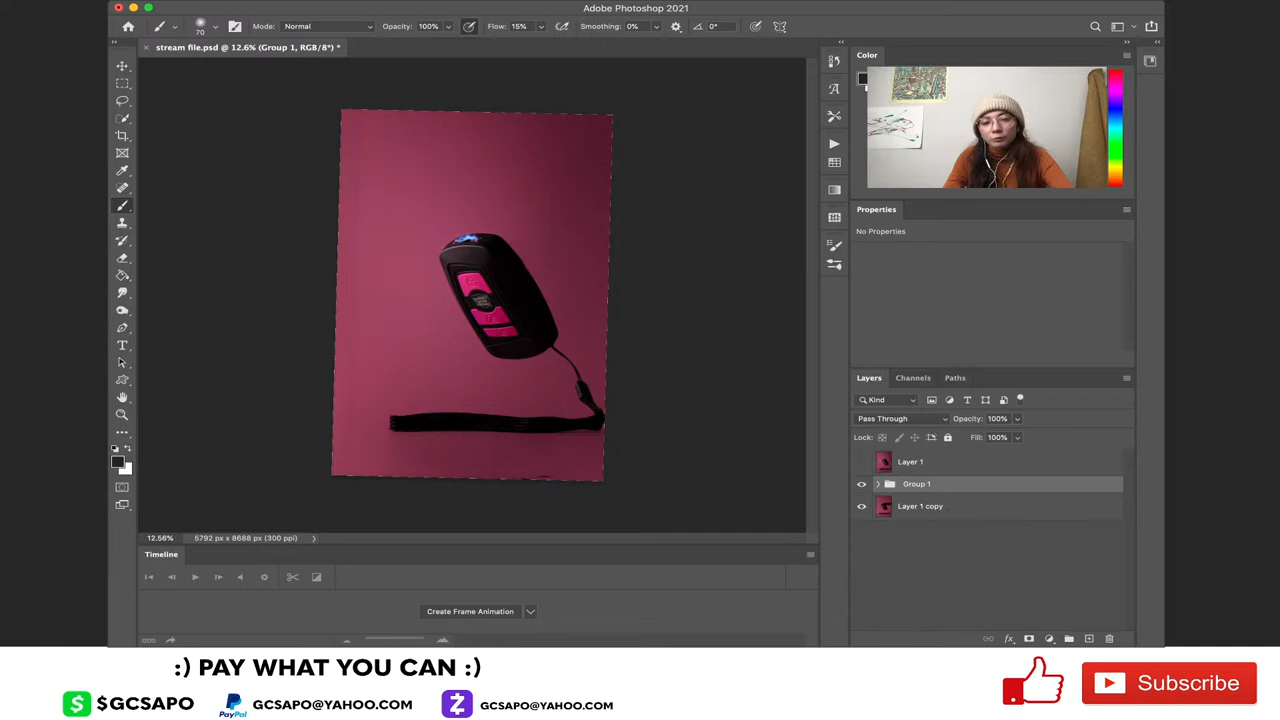 Adobe Photoshop 2021
70
Mode: Normal
Opacity: 100%
Flow: 15%
Smoothing: 0%
0°
stream file.psd @ 12.6% (Group 1, RGB/8*) *
Color
Properties
No Properties
Layers Channels Paths
Kind
Pass Through
Opacity: 100%
Lock:
Fill: 100%
Layer 1
Group 1
Layer 1 copy
fx
12.56% 5792 px x 8688 px (300 ppi)
Timeline
Create Frame Animation
:) PAY WHAT YOU CAN :)
$GCSAPO
PayPal
GCSAPO@YAHOO.COM
GCSAPO@YAHOO.COM
Subscribe